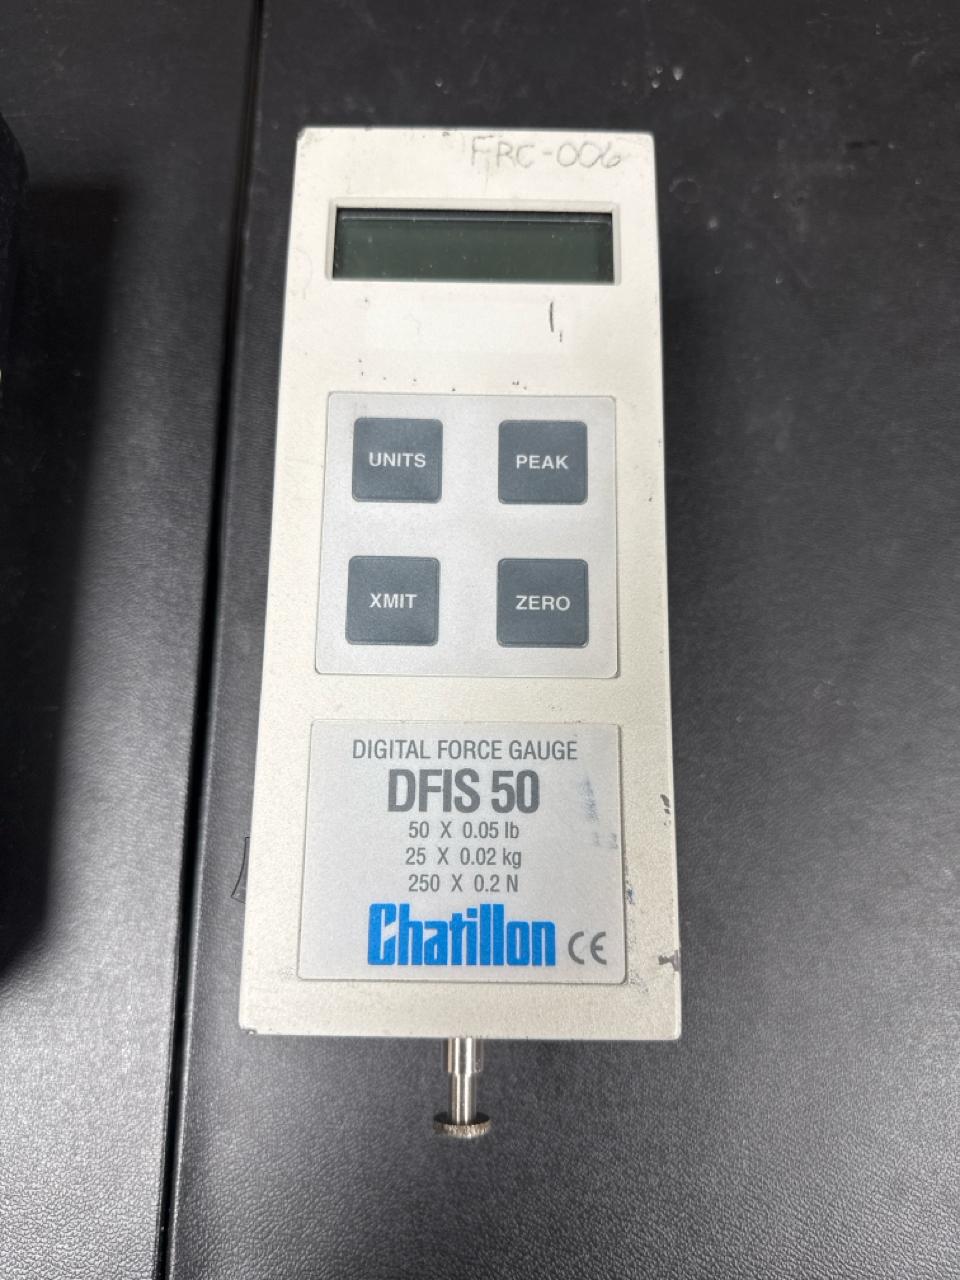 FRC-006
UNITS
PEAK
XMIT
ZERO
DIGITAL FORCE GAUGE
DFIS 50
50 X 0.05 lb
25 X 0.02 kg
250 X 0.2 N
Chatillon CE